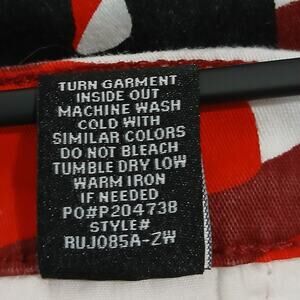 TURN GARMENT
INSIDE OUT
MACHINE WASH
COLD WITH
SIMILAR COLORS
DO NOT BLEACH
TUMBLE DRY LOW
WARM IRON
IF NEEDED
PO#P204738
STYLE#
RUJ085A-ZW